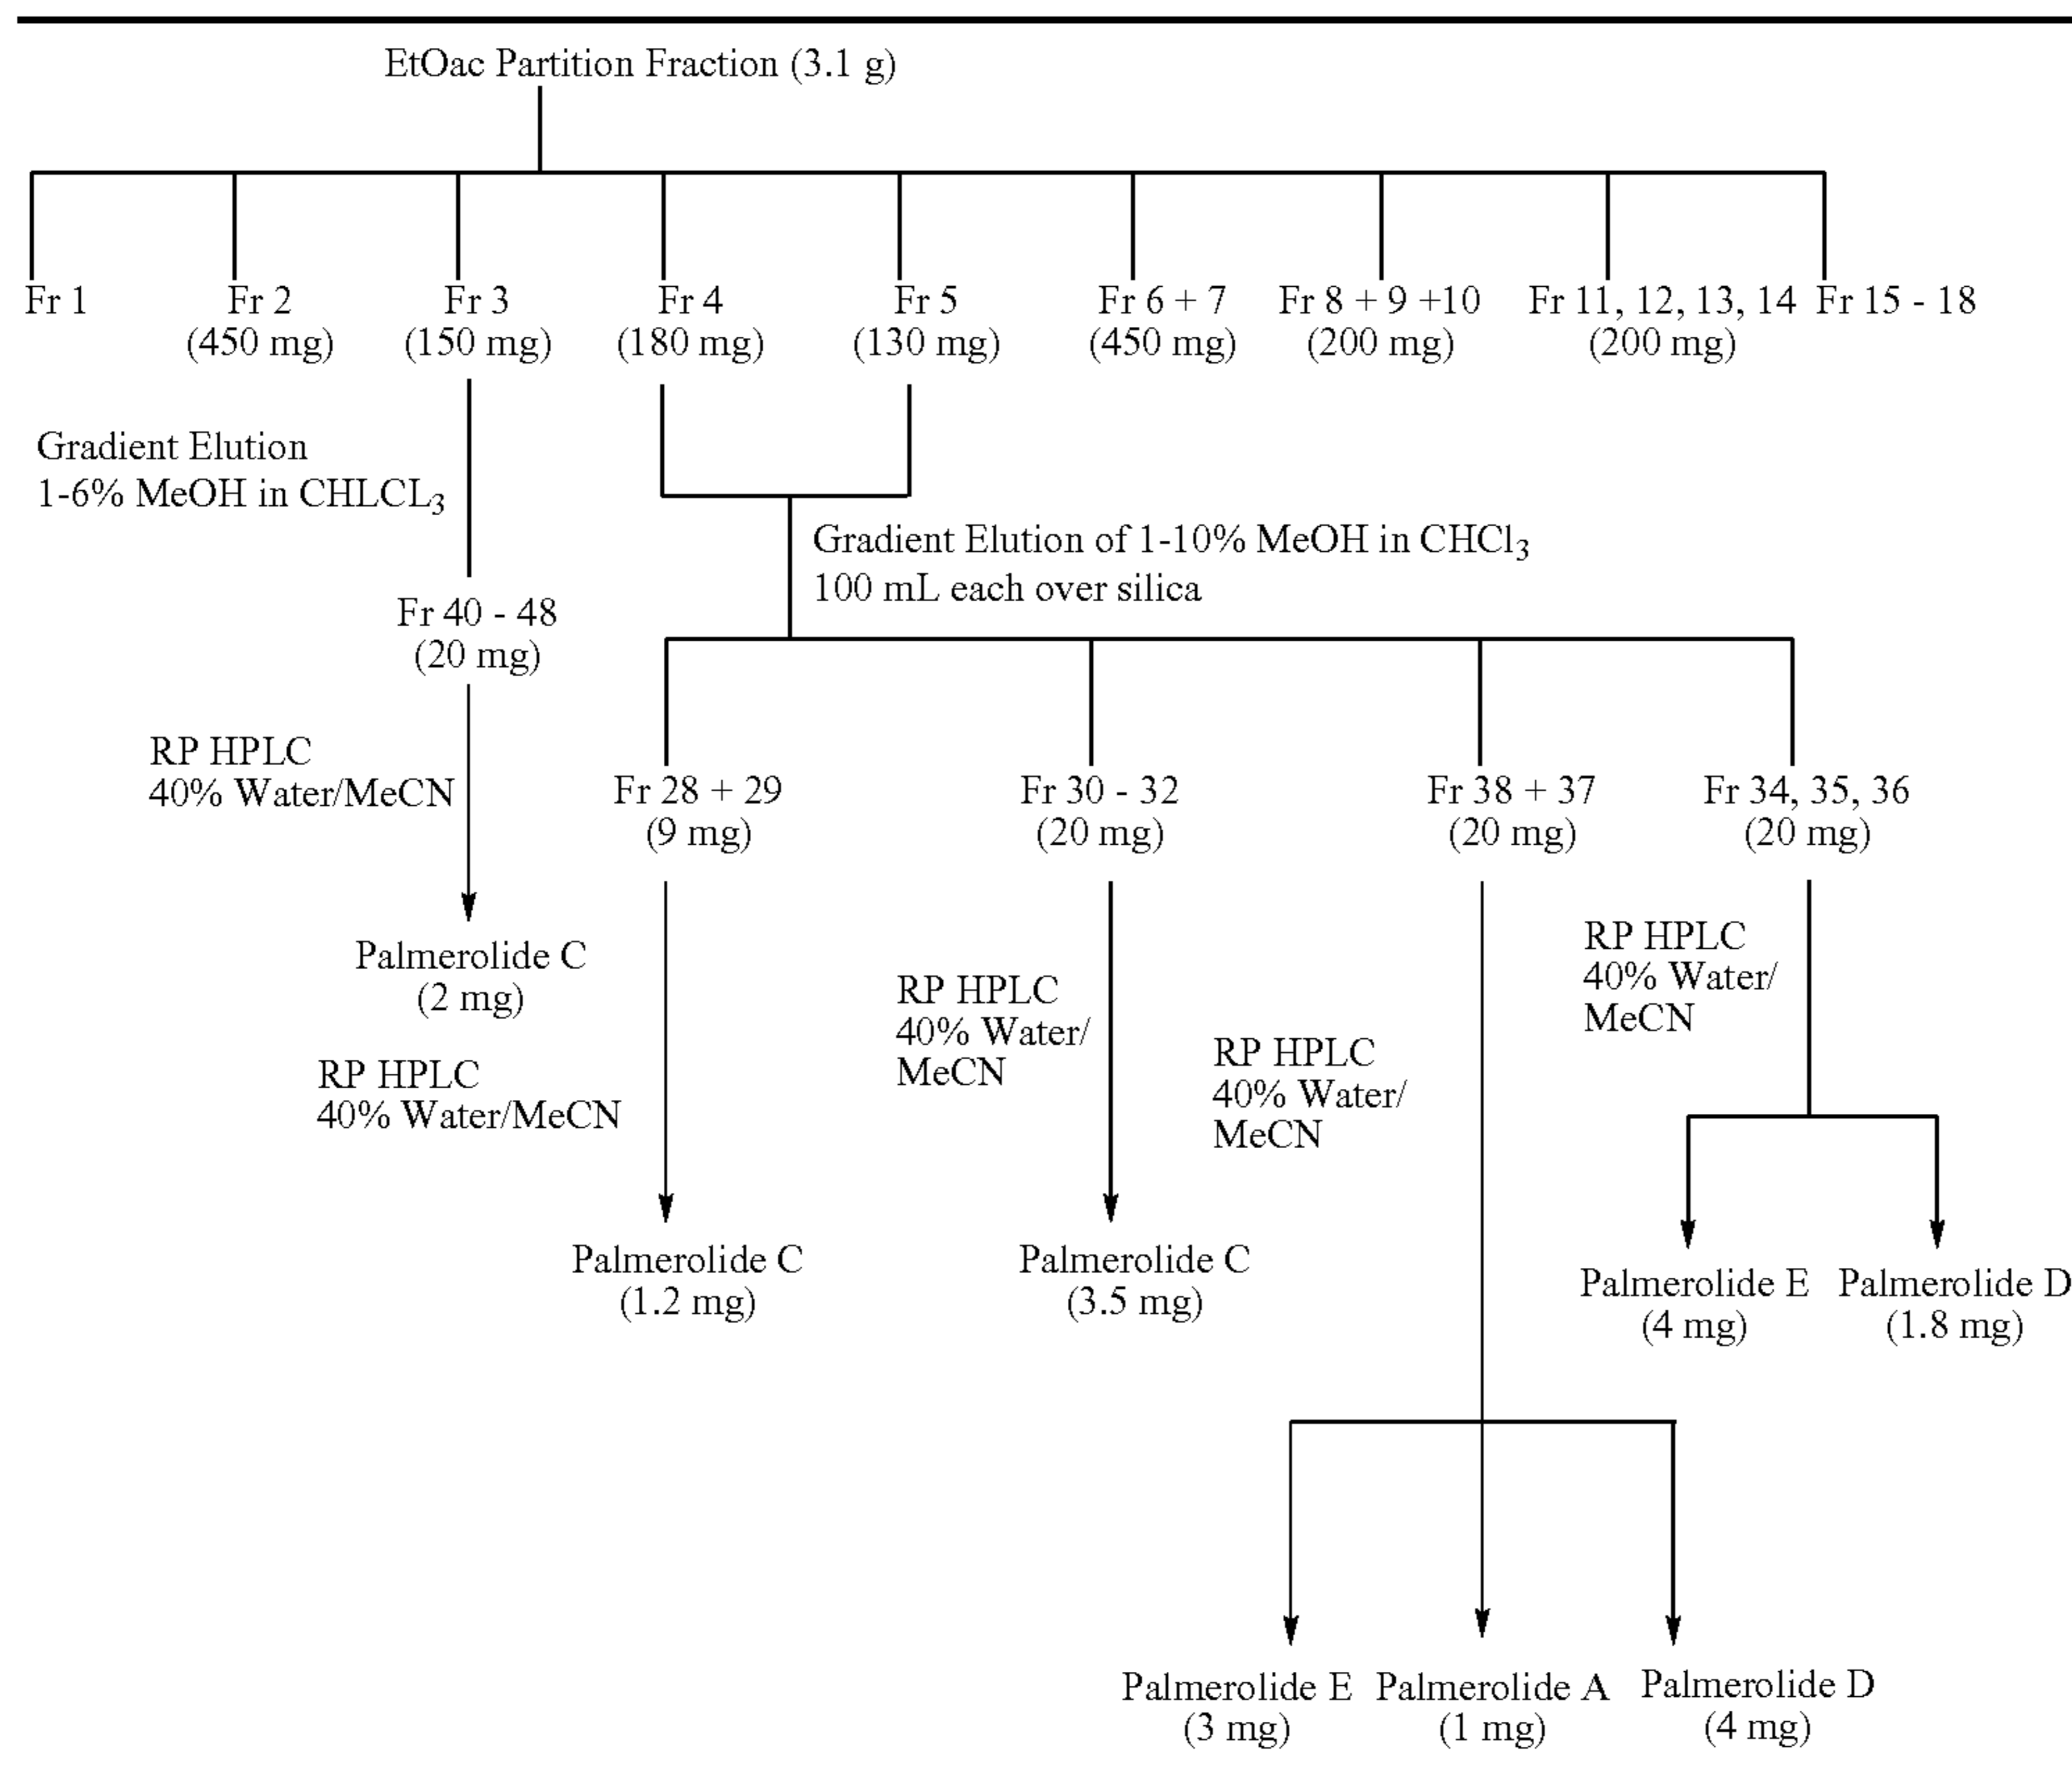 EtOac Partition Fraction (3.1 g)
Fr 1
Fr 2
(450 mg)
Fr 3
(150 mg)
Fr 4
(180 mg)
Fr 5
(130 mg)
Fr 6 + 7
(450 mg)
Fr 8 + 9 +10
(200 mg)
Fr 11, 12, 13, 14
(200 mg)
Fr 15 - 18
Gradient Elution
1-6% MeOH in CHLCL3
Gradient Elution of 1-10% MeOH in CHCl3
100 mL each over silica
Fr 40 - 48
(20 mg)
RP HPLC
40% Water/MeCN
Fr 28 + 29
(9 mg)
Fr 30 - 32
(20 mg)
Fr 38 + 37
(20 mg)
Fr 34, 35, 36
(20 mg)
Palmerolide C
(2 mg)
RP HPLC
40% Water/MeCN
RP HPLC
40% Water/
MeCN
RP HPLC
40% Water/
MeCN
RP HPLC
40% Water/
MeCN
Palmerolide C
(1.2 mg)
Palmerolide C
(3.5 mg)
Palmerolide E
(4 mg)
Palmerolide D
(1.8 mg)
Palmerolide E
(3 mg)
Palmerolide A
(1 mg)
Palmerolide D
(4 mg)